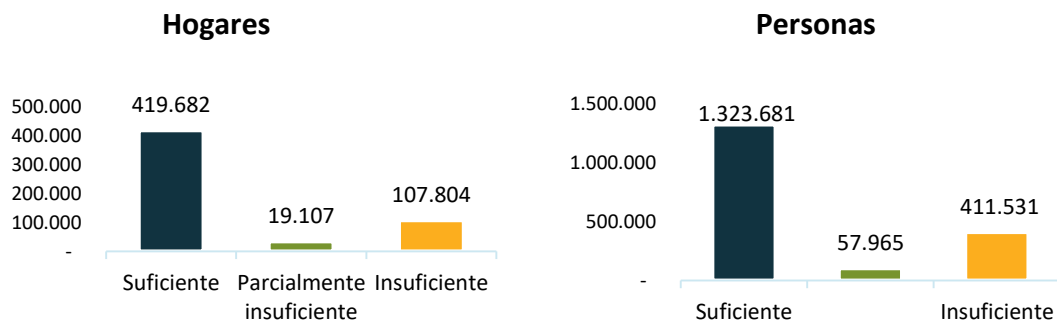 Hogares
500.000
400.000
300.000
200.000
100.000
-
419.682
19.107
107.804
Suficiente
Parcialmente
insuficiente
Insuficiente
Personas
1.500.000
1.000.000
500.000
-
1.323.681
57.965
411.531
Suficiente
Insuficiente